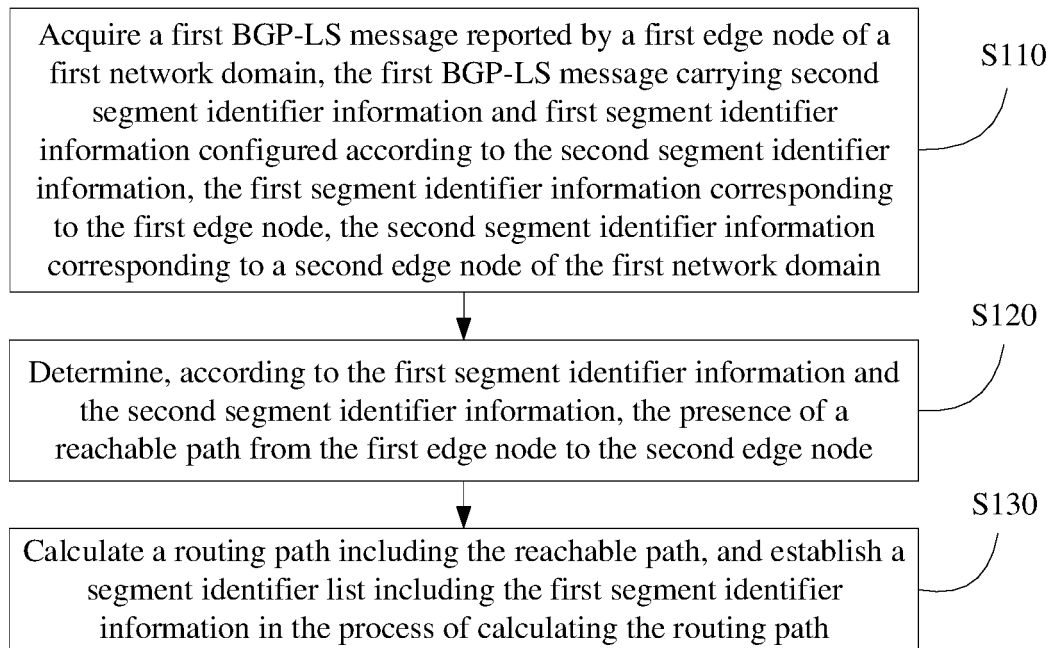 Acquire a first BGP-LS message reported by a first edge node of a
first network domain, the first BGP-LS message carrying second
segment identifier information and first segment identifier
information configured according to the second segment identifier
information, the first segment identifier information corresponding
to the first edge node, the second segment identifier information
corresponding to a second edge node of the first network domain
S110
Determine, according to the first segment identifier information and
the second segment identifier information, the presence of a
reachable path from the first edge node to the second edge node
S120
Calculate a routing path including the reachable path, and establish a
segment identifier list including the first segment identifier
information in the process of calculating the routing path
S130